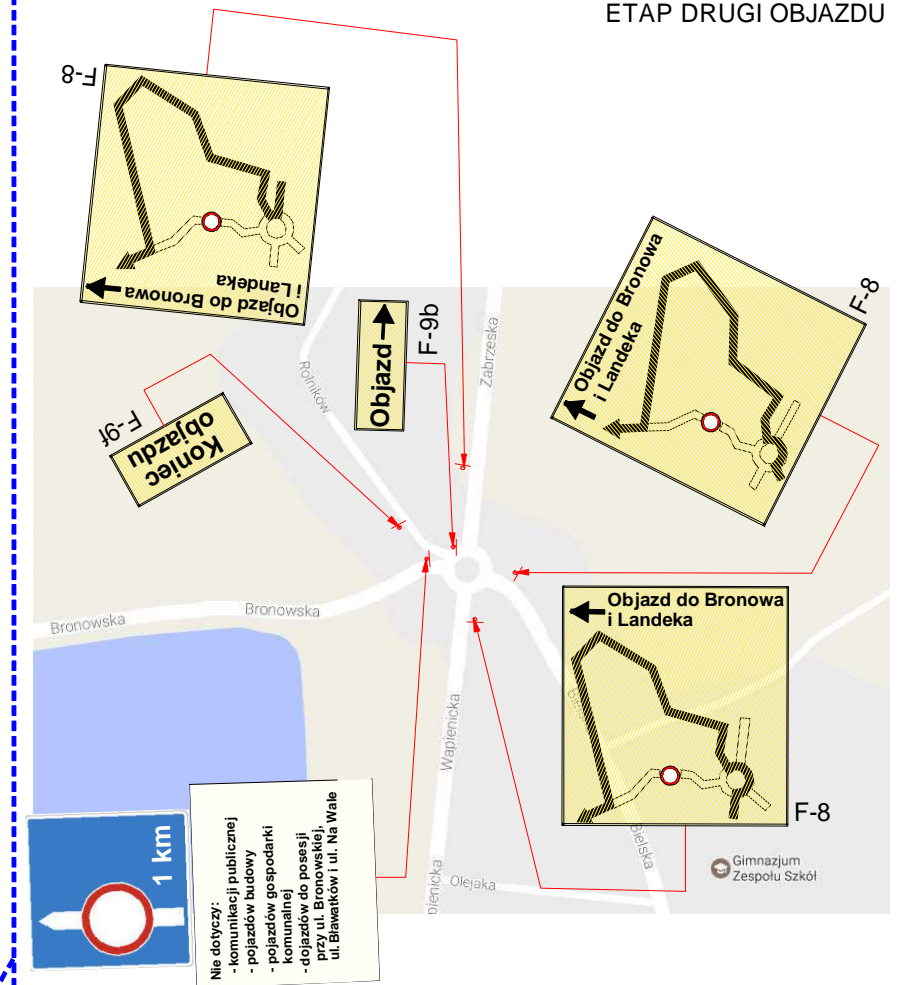 ETAP DRUGI OBJAZDU
F-8
Objazd do Bronowa
i Landeka
F-8
Objazd do Bronowa
i Landeka
F-9b
Objazd
F-9f
Koniec
objazdu
Rolników
Zabrzeska
Bronowska
Bronowska
Wapienicka
Objazd do Bronowa
i Landeka
F-8
Bielska
Olejaka
pienicka
Gimnazjum
Zespołu Szkół
1 km
Nie dotyczy:
- komunikacji publicznej
- pojazdów budowy
- pojazdów gospodarki
komunalnej
- dojazdów do posesji
przy ul. Bronowskiej,
ul. Bławatków i ul. Na Wale